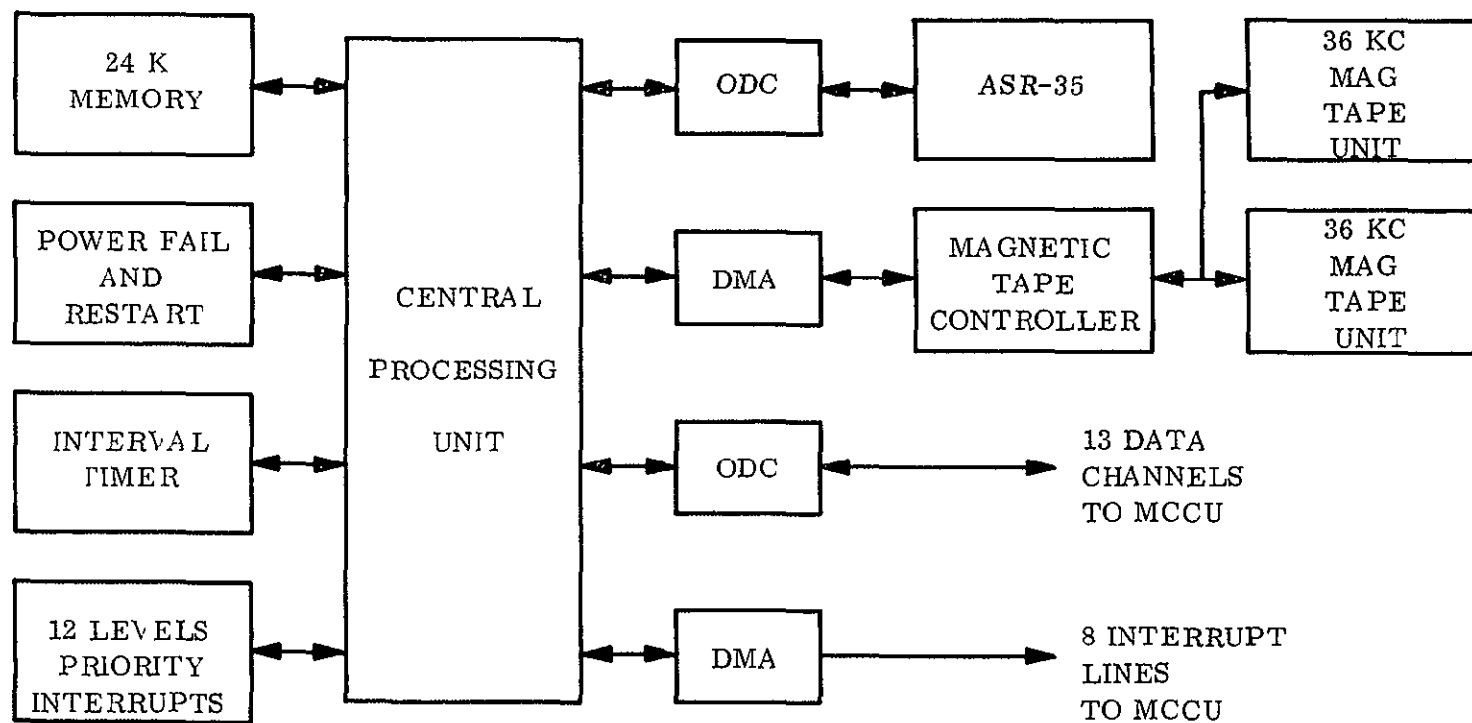 24 K
MEMORY
POWER FAIL
AND
RESTART
INTERVAL
TIMER
12 LEVELS
PRIORITY
INTERRUPTS
CENTRAL
PROCESSING
UNIT
ODC
DMA
ODC
DMA
ASR-35
MAGNETIC
TAPE
CONTROLLER
36 KC
MAG
TAPE
UNIT
36 KC
MAG
TAPE
UNIT
13 DATA
CHANNELS
TO MCCU
8 INTERRUPT
LINES
TO MCCU